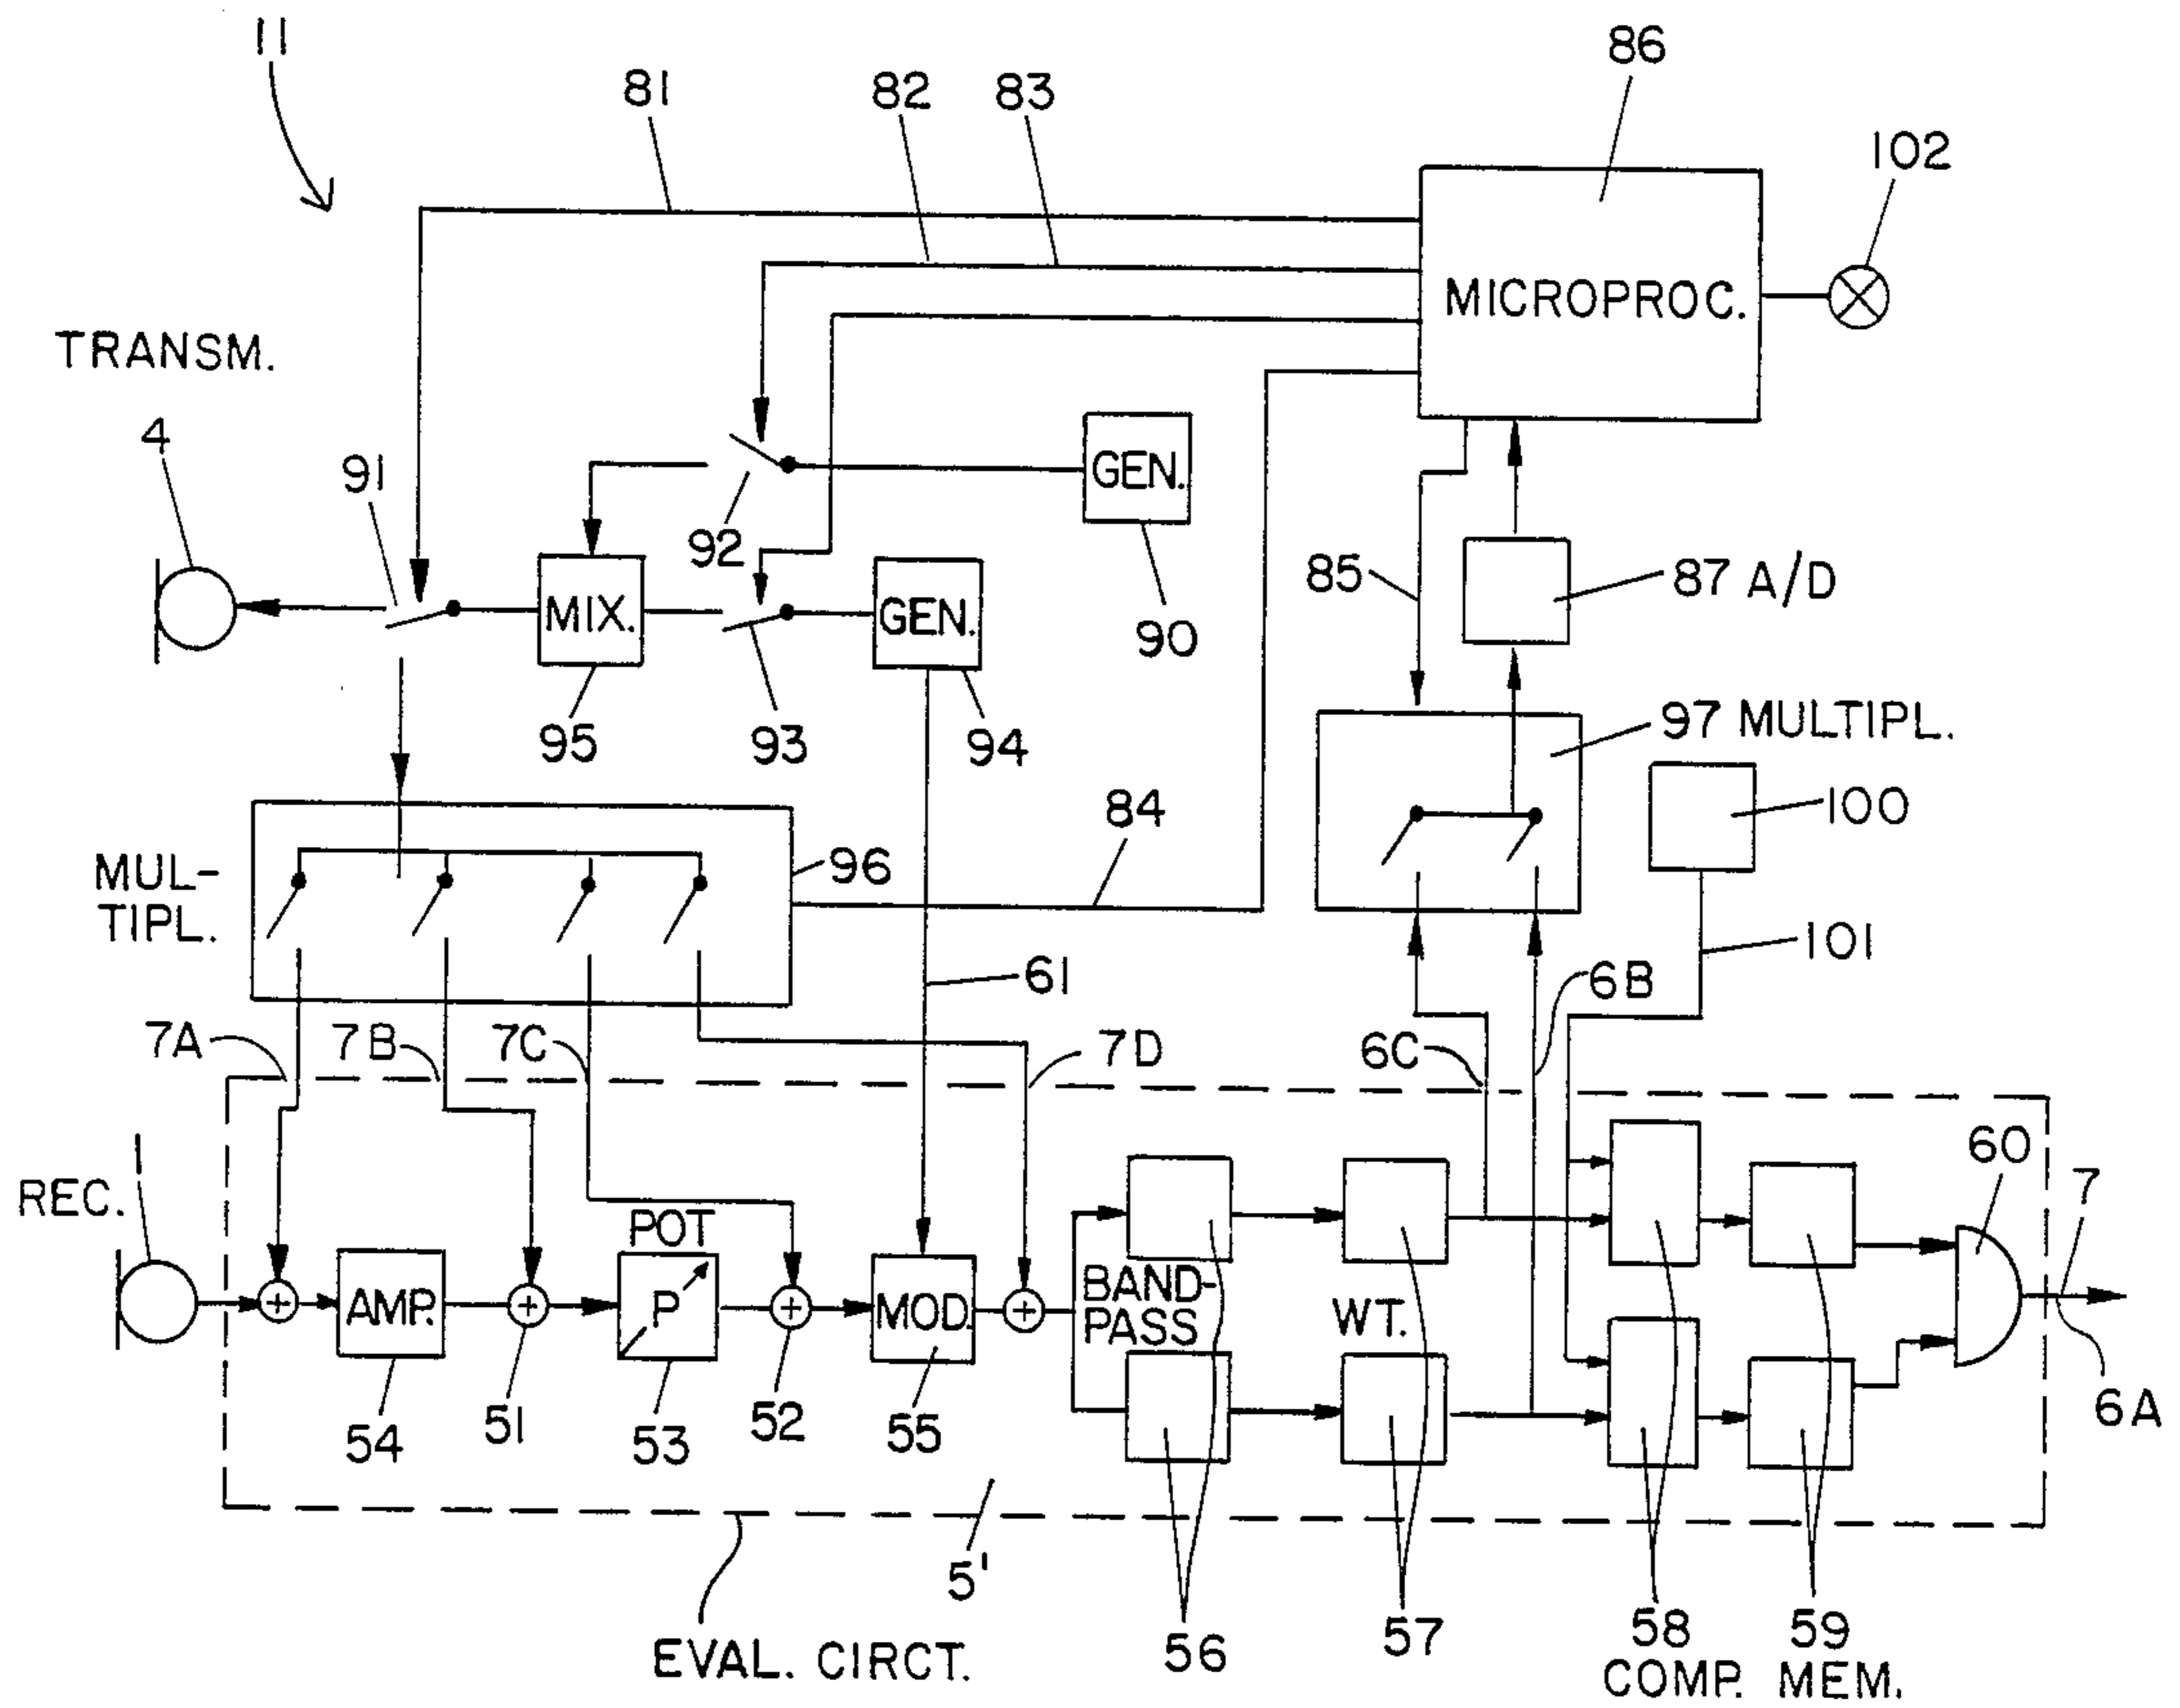 11
81
82
83
86
102
MICROPROC.
TRANSM.
4
91
92
GEN.
90
85
87 A/D
MIX.
GEN.
95
93
94
97 MULTIPL.
100
84
96
MUL-
TIPL.
101
61
6B
7A
7B
7C
7D
6C
60
7
REC.
POT
AMP.
P
MOD.
BAND-
PASS
WT.
6A
54
51
53
52
55
5'
EVAL. CIRCT.
56
57
58
COMP.
59
MEM.